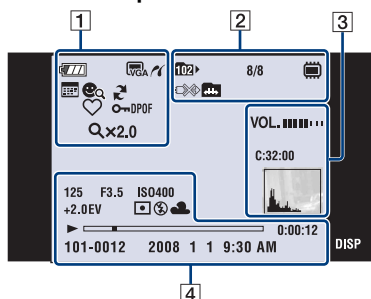 1
2
3
VGA
102
8/8
DPOF
×2.0
VOL.
C:32:00
125 F3.5 ISO400
+2.0EV
0:00:12
101-0012 2008 1 1 9:30 AM
DISP
4